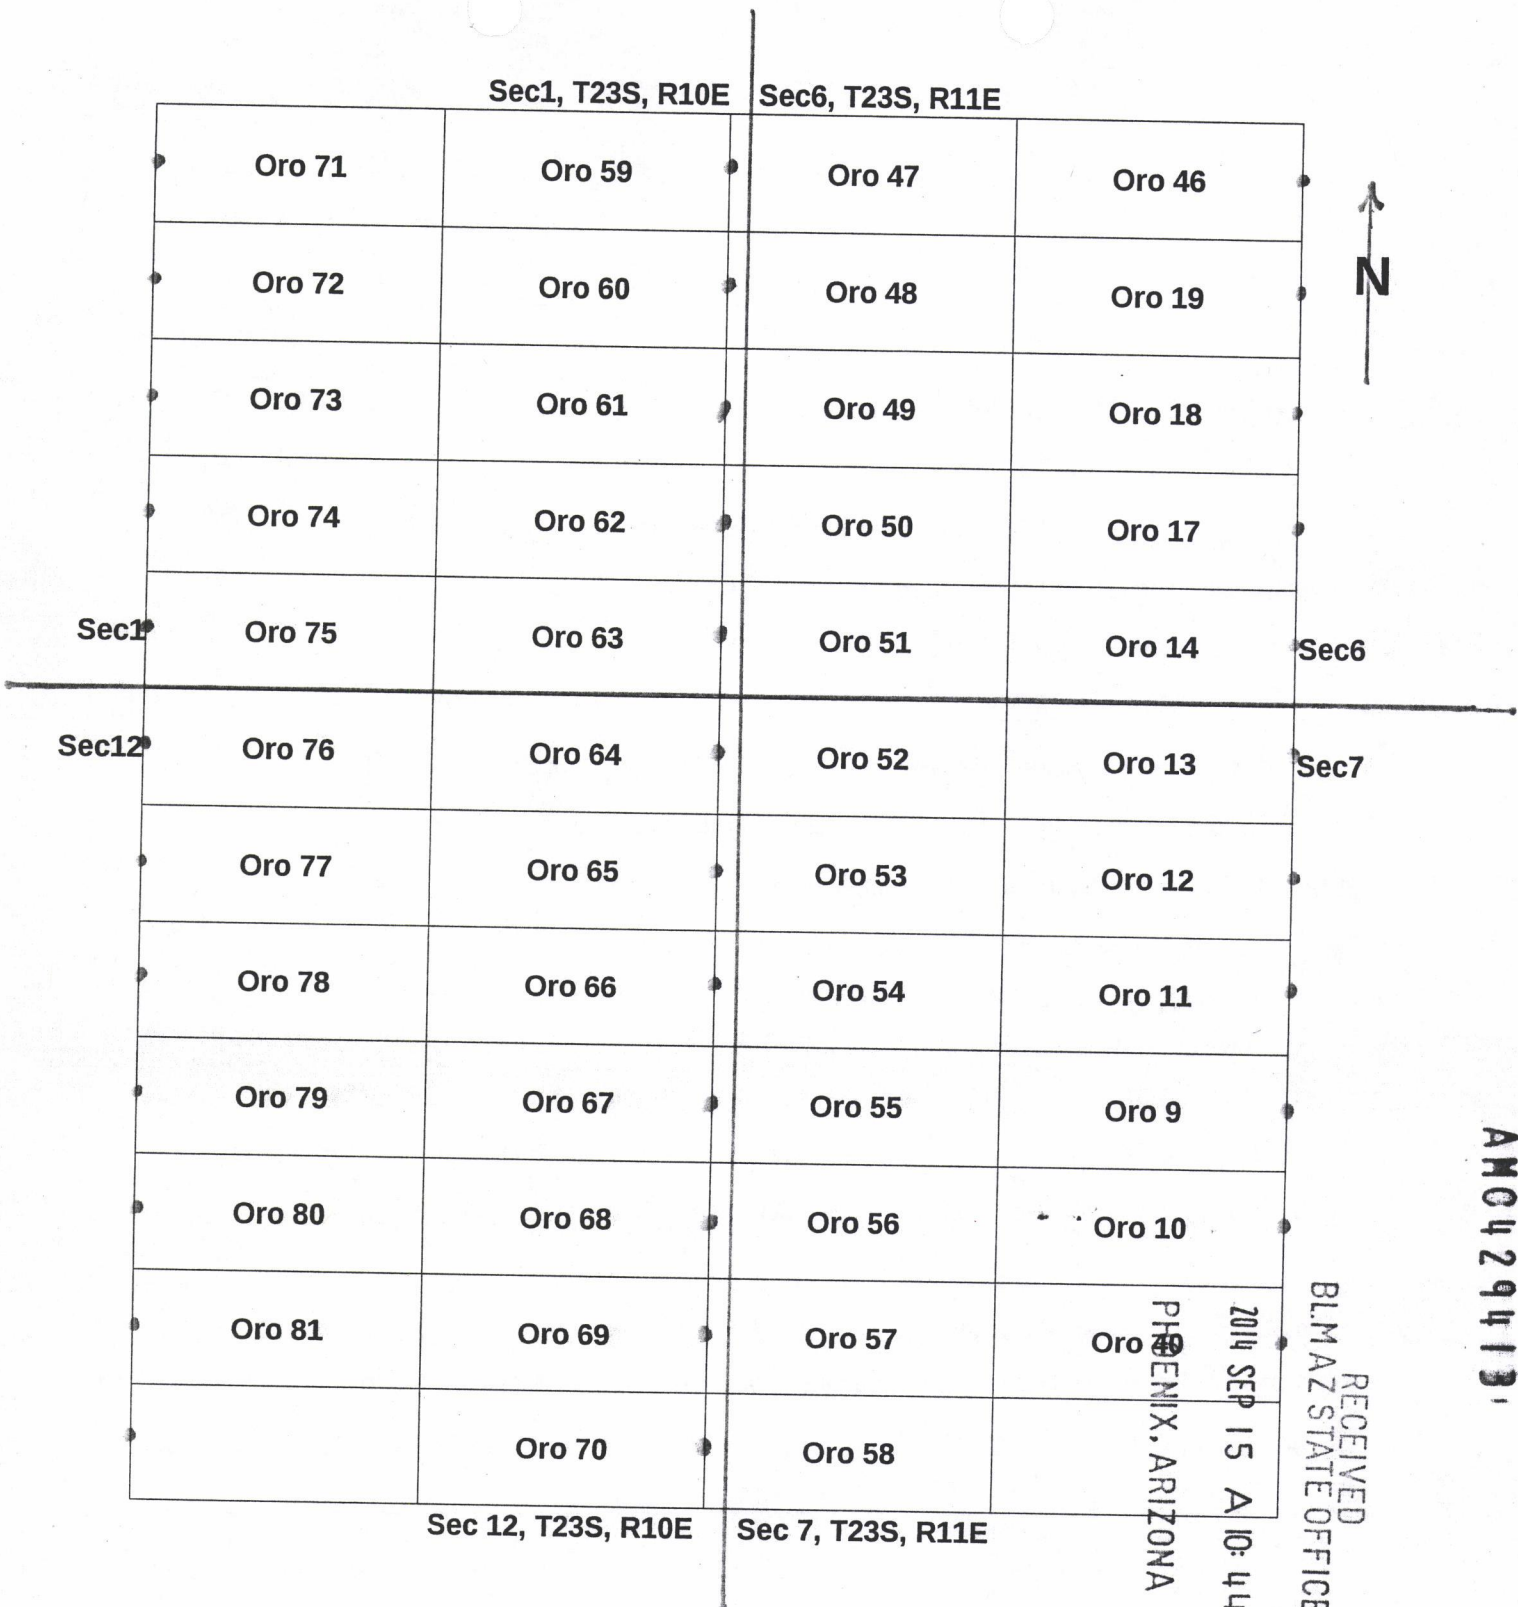 Sec1, T23S, R10E Sec6, T23S, R11E
Oro 71 Oro 59 Oro 47 Oro 46
N
Oro 72 Oro 60 Oro 48 Oro 19
Oro 73 Oro 61 Oro 49 Oro 18
Oro 74 Oro 62 Oro 50 Oro 17
Sec1 Oro 75 Oro 63 Oro 51 Oro 14 Sec6
Sec12 Oro 76 Oro 64 Oro 52 Oro 13 Sec7
Oro 77 Oro 65 Oro 53 Oro 12
Oro 78 Oro 66 Oro 54 Oro 11
Oro 79 Oro 67 Oro 55 Oro 9
Oro 80 Oro 68 Oro 56 Oro 10
Oro 81 Oro 69 Oro 57 Oro 40
Oro 70 Oro 58
Sec 12, T23S, R10E Sec 7, T23S, R11E
AMC429413
RECEIVED
BLM AZ STATE OFFICE
2014 SEP 15 A 10:44
PHOENIX, ARIZONA